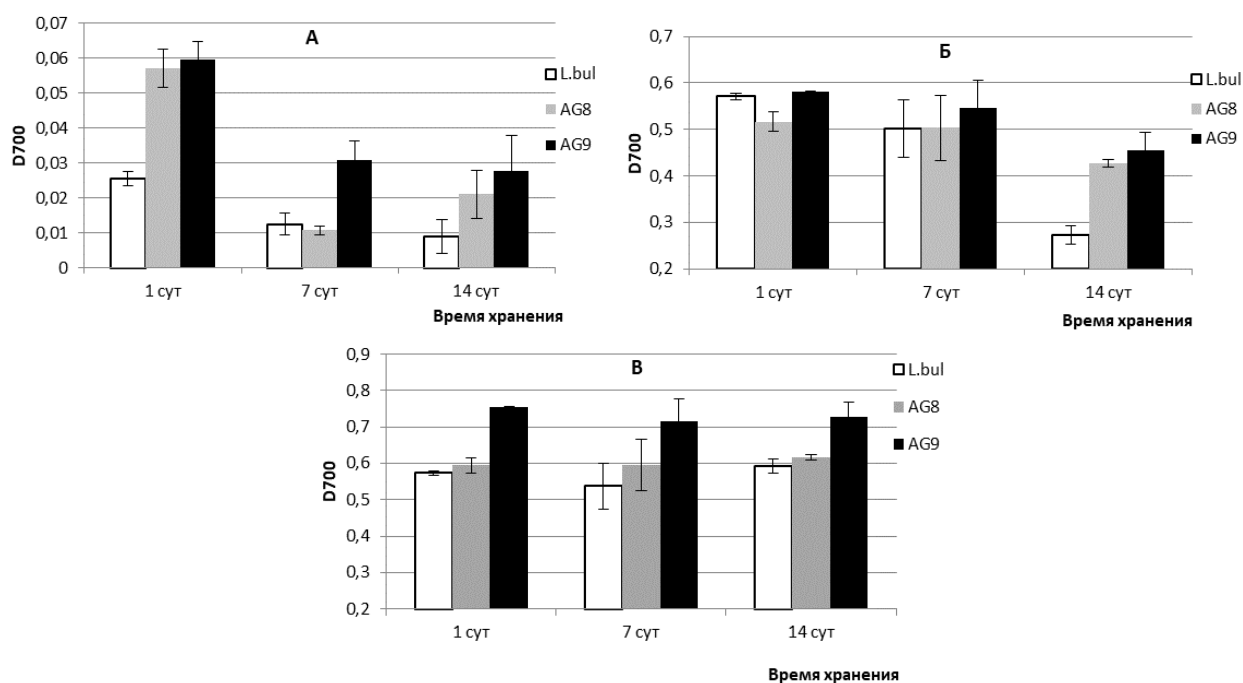 А
0,07
0,06
0,05
0,04
0,03
0,02
0,01
0
D700
1 сут
7 сут
14 сут
Время хранения
L.bul
AG8
AG9
Б
0,7
0,6
0,5
0,4
0,3
0,2
D700
1 сут
7 сут
14 сут
Время хранения
L.bul
AG8
AG9
В
0,9
0,8
0,7
0,6
0,5
0,4
0,3
0,2
D700
1 сут
7 сут
14 сут
Время хранения
L.bul
AG8
AG9